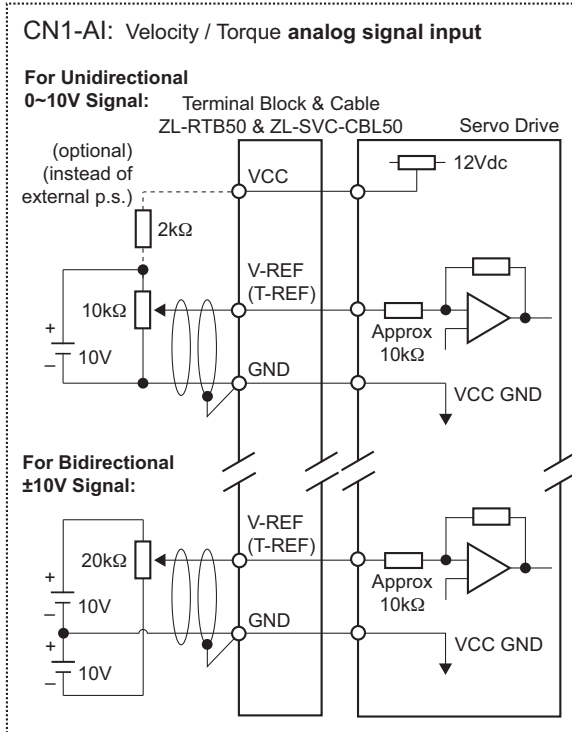 CN1-AI: Velocity / Torque analog signal input
For Unidirectional
0~10V Signal:
Terminal Block & Cable
ZL-RTB50 & ZL-SVC-CBL50
Servo Drive
(optional)
(instead of
external p.s.)
VCC
12Vdc
2kΩ
V-REF
(T-REF)
10kΩ
+
10V
–
Approx
10kΩ
GND
VCC GND
For Bidirectional
±10V Signal:
V-REF
(T-REF)
20kΩ
+
10V
–
Approx
10kΩ
GND
+
10V
–
VCC GND